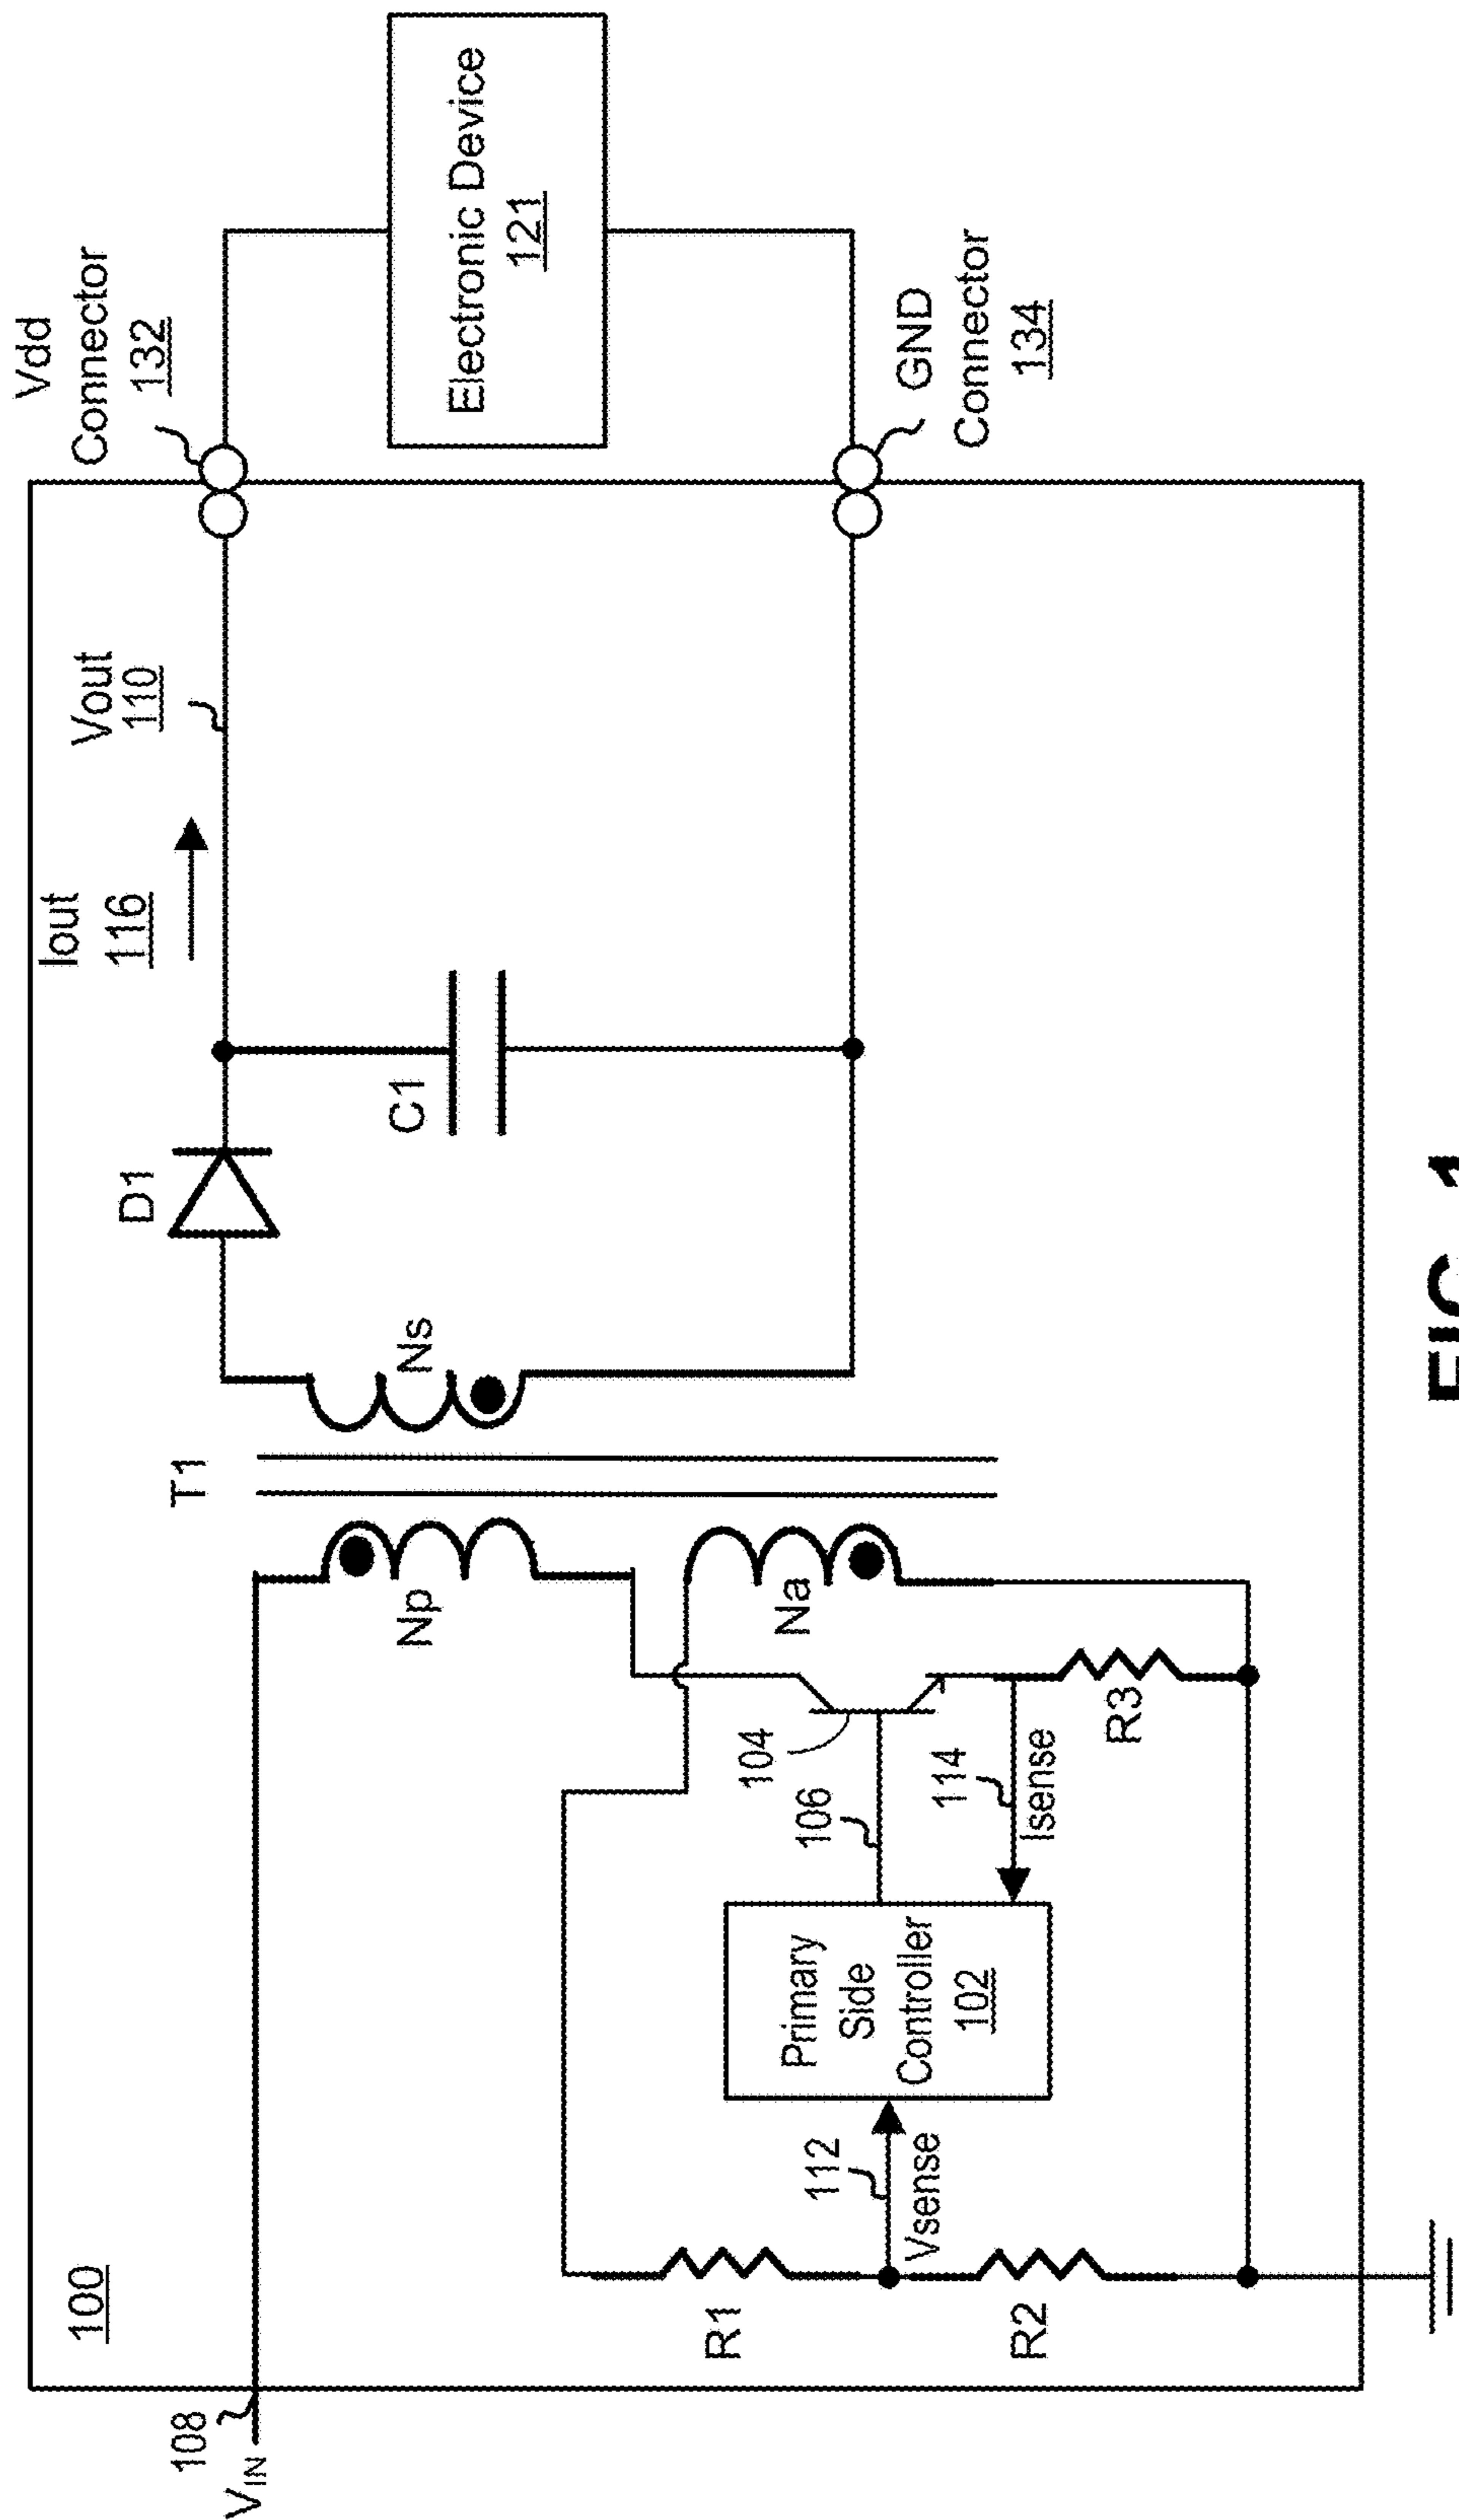 100
V_IN
108
T1
Np
Ns
Na
D1
C1
Iout
116
Vout
110
Vdd
Connector
132
Electronic Device
121
GND
Connector
134
R1
R2
R3
112
Vsense
Primary
Side
Controller
102
106
104
114
Isense